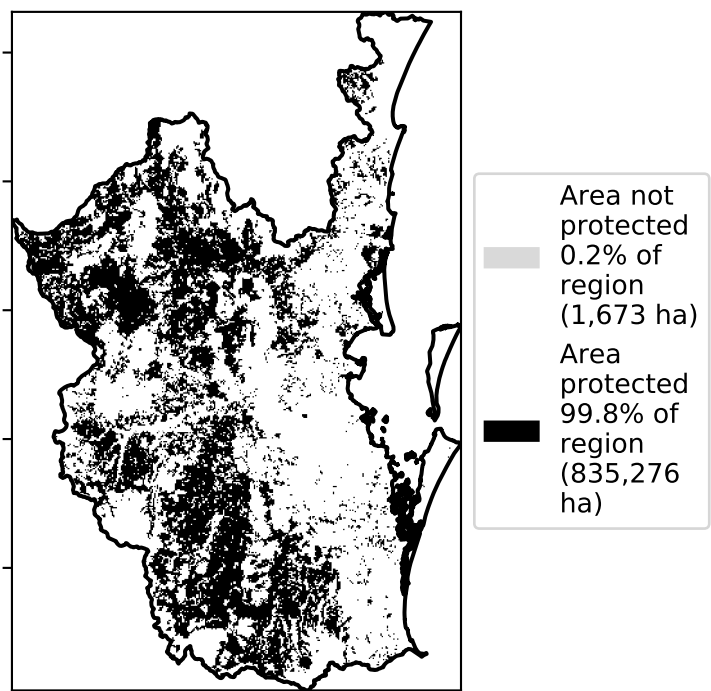 Area not
protected
0.2% of
region
(1,673 ha)
Area
protected
99.8% of
region
(835,276
ha)